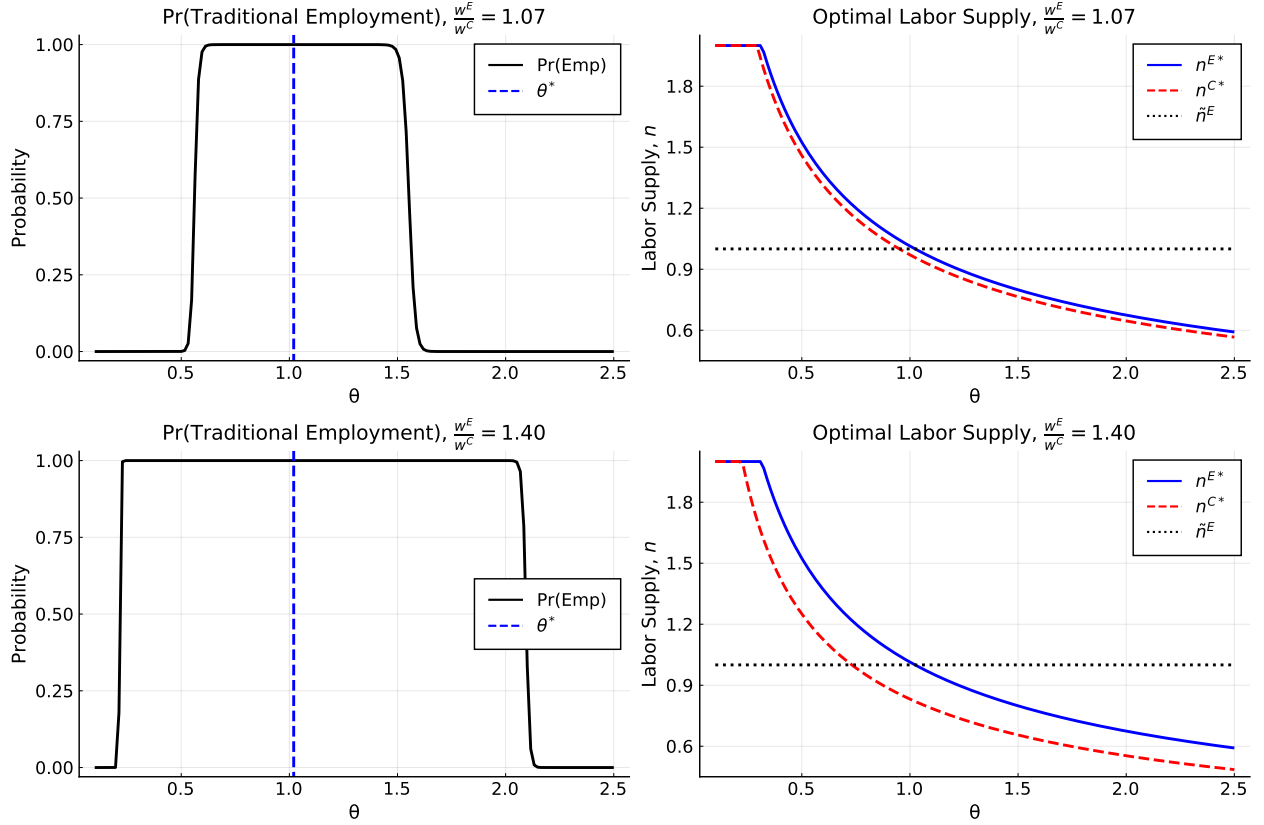 Pr(Traditional Employment), w^E/w^C = 1.07
1.00
0.75
0.50
0.25
0.00
Probability
0.5
1.0
1.5
2.0
2.5
θ
Pr(Emp)
θ*
Optimal Labor Supply, w^E/w^C = 1.07
1.8
1.5
1.2
0.9
0.6
Labor Supply, n
0.5
1.0
1.5
2.0
2.5
θ
n^{E*}
n^{C*}
ñ^E
Pr(Traditional Employment), w^E/w^C = 1.40
1.00
0.75
0.50
0.25
0.00
Probability
0.5
1.0
1.5
2.0
2.5
θ
Pr(Emp)
θ*
Optimal Labor Supply, w^E/w^C = 1.40
1.8
1.5
1.2
0.9
0.6
Labor Supply, n
0.5
1.0
1.5
2.0
2.5
θ
n^{E*}
n^{C*}
ñ^E